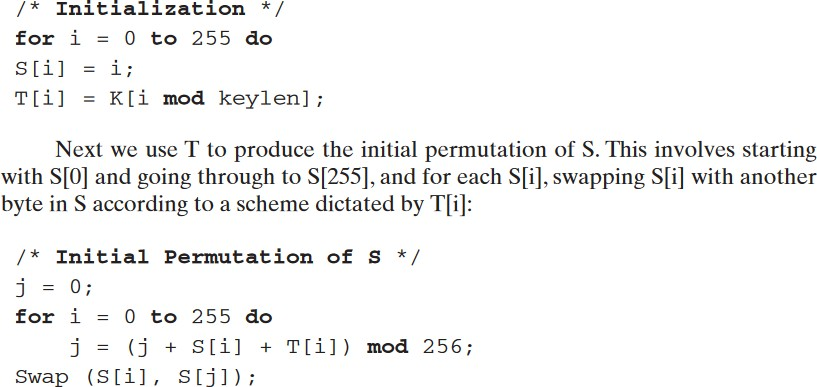 /* Initialization */
for i = 0 to 255 do
S[i] = i;
T[i] = K[i mod keylen];
Next we use T to produce the initial permutation of S. This involves starting
with S[0] and going through to S[255], and for each S[i], swapping S[i] with another
byte in S according to a scheme dictated by T[i]:
/* Initial Permutation of S */
j = 0;
for i = 0 to 255 do
j = (j + S[i] + T[i]) mod 256;
Swap (S[i], S[j]);